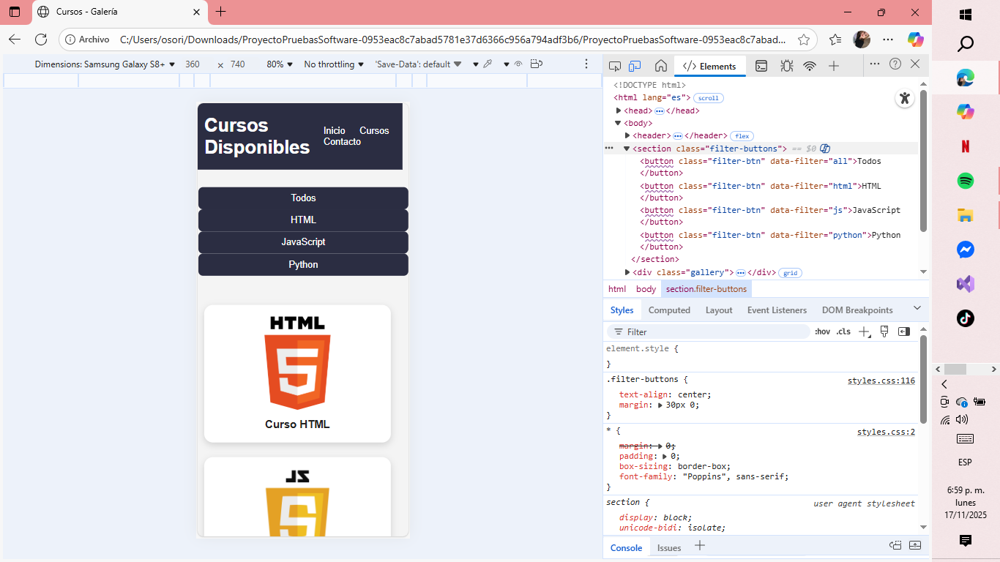 Cursos - Galería
Archivo
C:/Users/osori/Downloads/ProyectoPruebasSoftware-0953eac8c7abad5781e37d6366c956a794adf3b6/ProyectoPruebasSoftware-0953eac8c7abad...
Dimensions: Samsung Galaxy S8+ 360 × 740 80% No throttling 'Save-Data': default
Cursos
Disponibles
Inicio Cursos
Contacto
Todos
HTML
JavaScript
Python
HTML
5
Curso HTML
JS
Elements
<!DOCTYPE html>
<html lang="es"> scroll
<head> ... </head>
<body>
<header> ... </header> flex
... <section class="filter-buttons"> == $0
<button class="filter-btn" data-filter="all">Todos
</button>
<button class="filter-btn" data-filter="html">HTML
</button>
<button class="filter-btn" data-filter="js">JavaScript
</button>
<button class="filter-btn" data-filter="python">Python
</button>
</section>
<div class="gallery"> ... </div> grid
html body section.filter-buttons
Styles Computed Layout Event Listeners DOM Breakpoints
Filter :hov .cls
element.style {
}
.filter-buttons { styles.css:116
text-align: center;
margin: 30px 0;
}
* { styles.css:2
margin: 0;
padding: 0;
box-sizing: border-box;
font-family: "Poppins", sans-serif;
}
section { user agent stylesheet
display: block;
unicode-bidi: isolate;
Console Issues
N
ESP
6:59 p. m.
lunes
17/11/2025